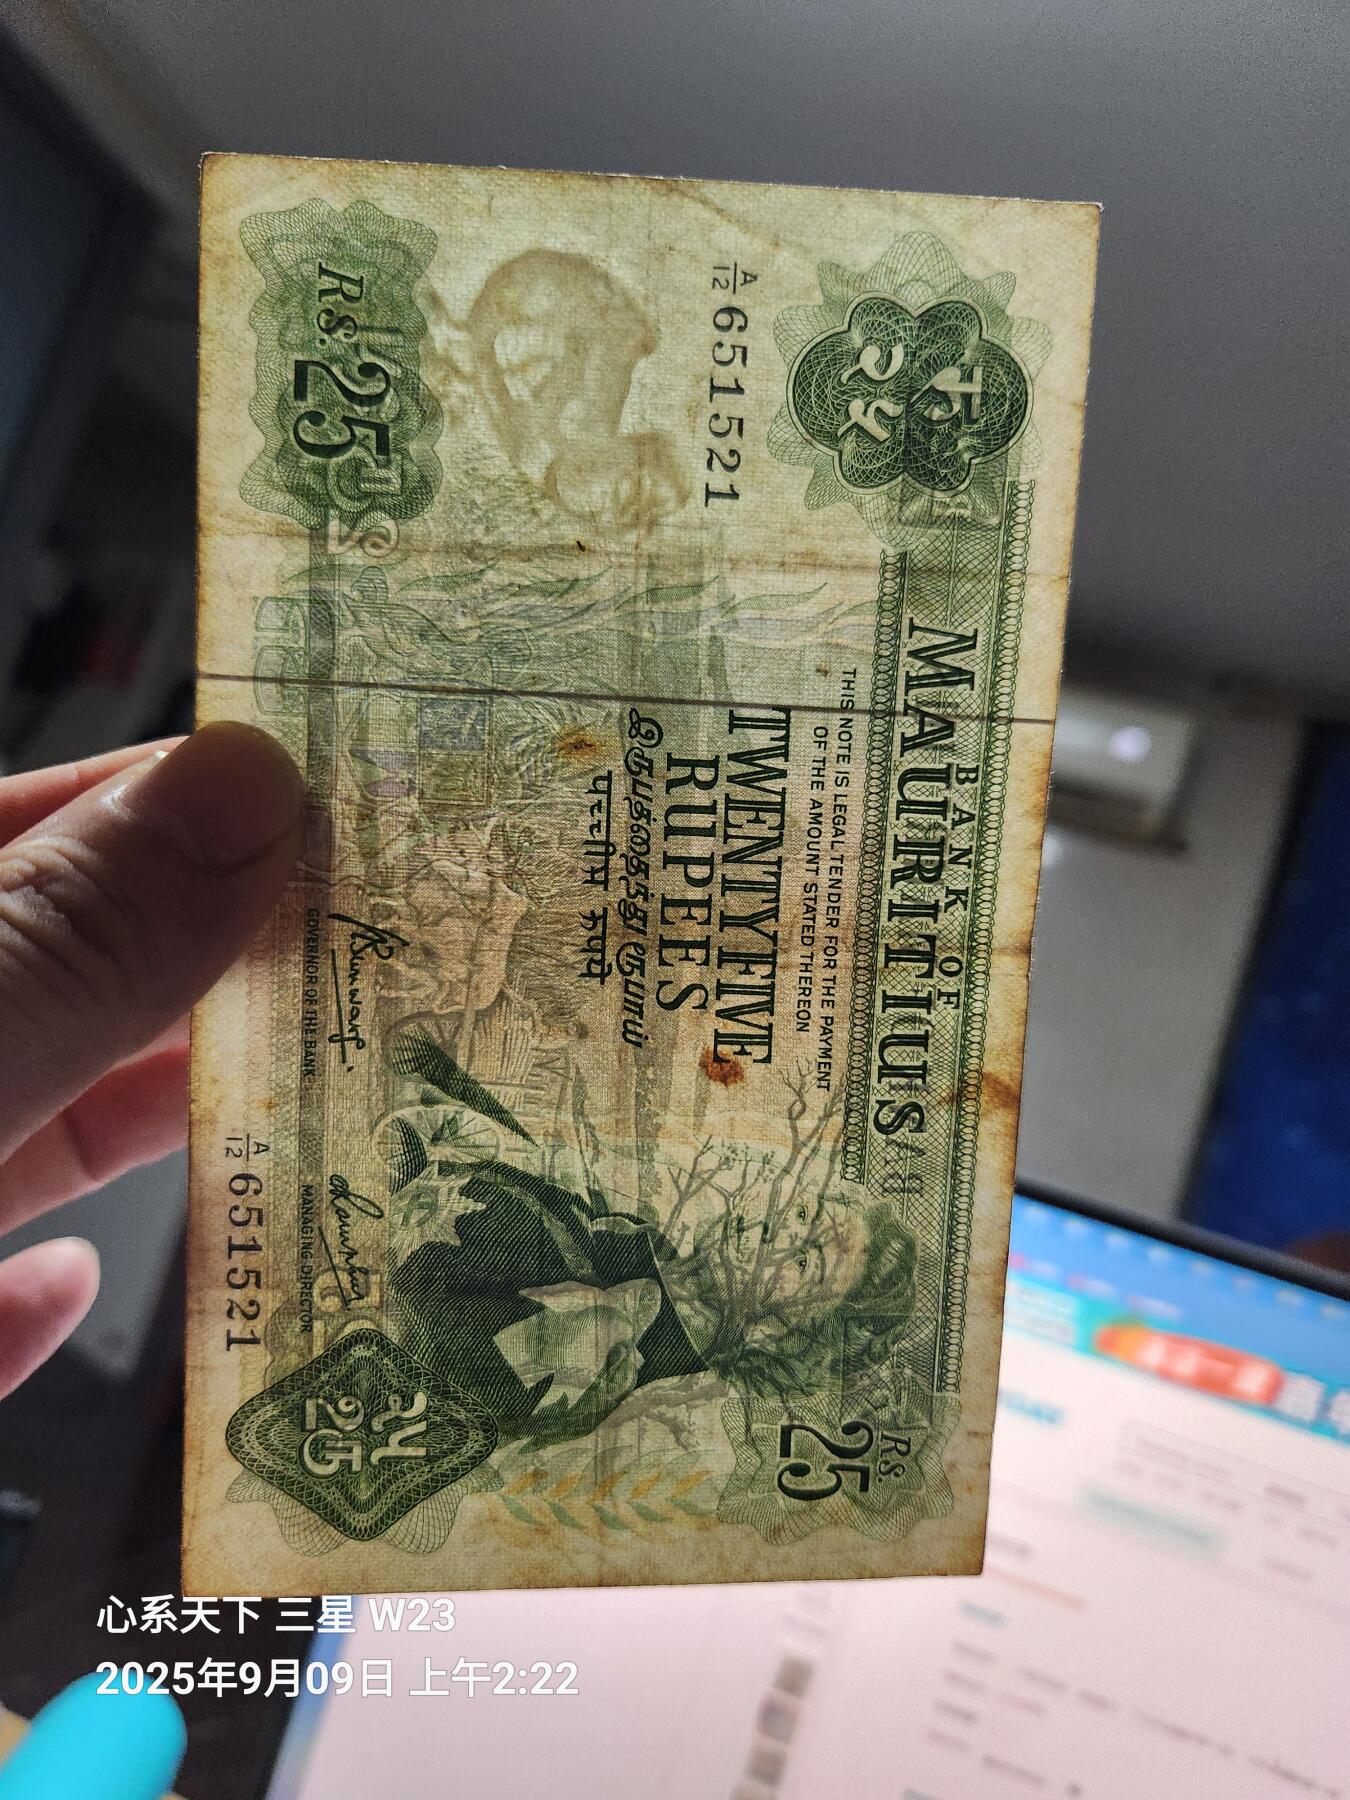 BANK OF
MAURITIUS
THIS NOTE IS LEGAL TENDER FOR THE PAYMENT
OF THE AMOUNT STATED THEREON
TWENTY FIVE
RUPEES
இருபத்தைந்து ரூபாய்
पच्चीस रुपये
रु
२५
A/12 651521
Rs. 25
Rs.
25
GOVERNOR OF THE BANK
MANAGING DIRECTOR
A/12 651521
२५
心系天下 三星 W23
2025年9月09日 上午2:22